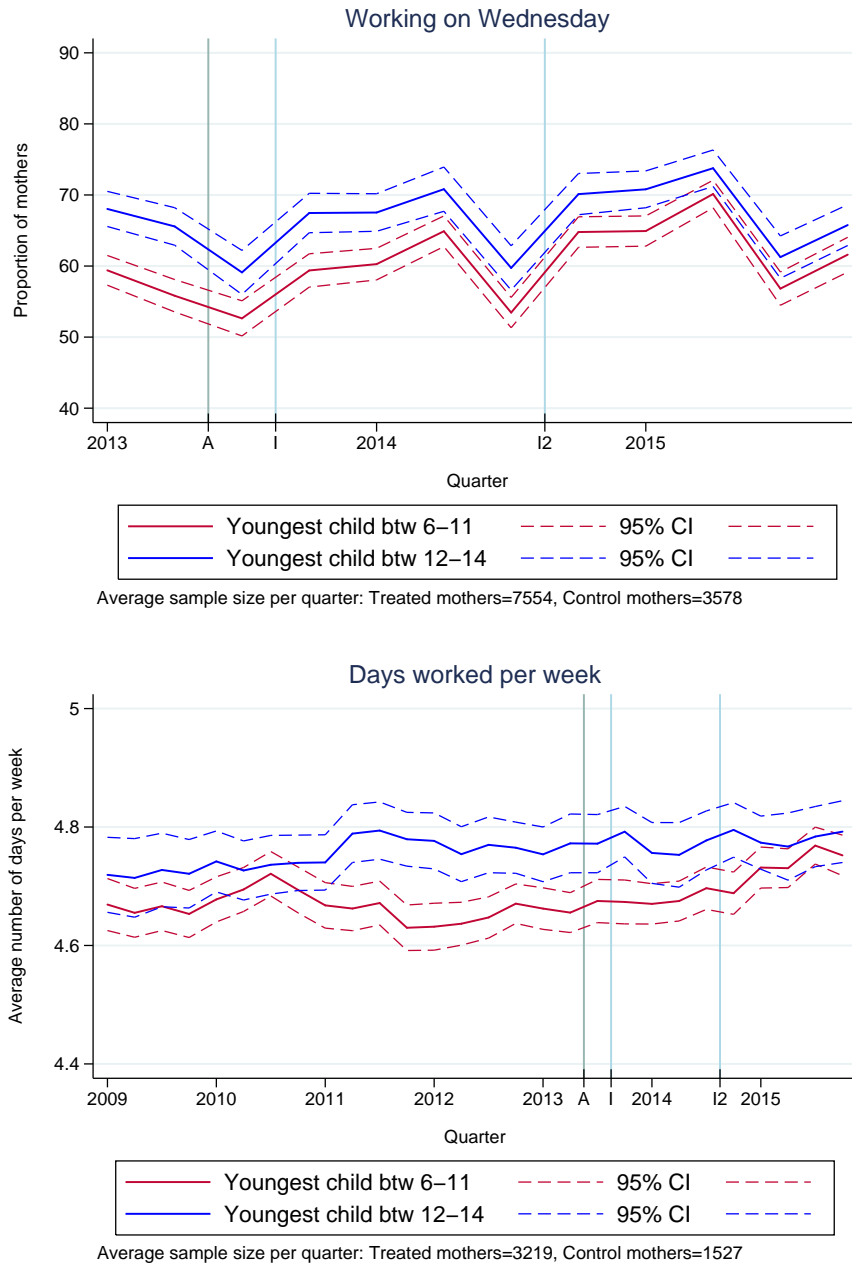 Working on Wednesday
Proportion of mothers
90
80
70
60
50
40
2013 A I 2014 I2 2015
Quarter
Youngest child btw 6−11 95% CI
Youngest child btw 12−14 95% CI
Average sample size per quarter: Treated mothers=7554, Control mothers=3578
Days worked per week
Average number of days per week
5
4.8
4.6
4.4
2009 2010 2011 2012 2013 A I 2014 I2 2015
Quarter
Youngest child btw 6−11 95% CI
Youngest child btw 12−14 95% CI
Average sample size per quarter: Treated mothers=3219, Control mothers=1527